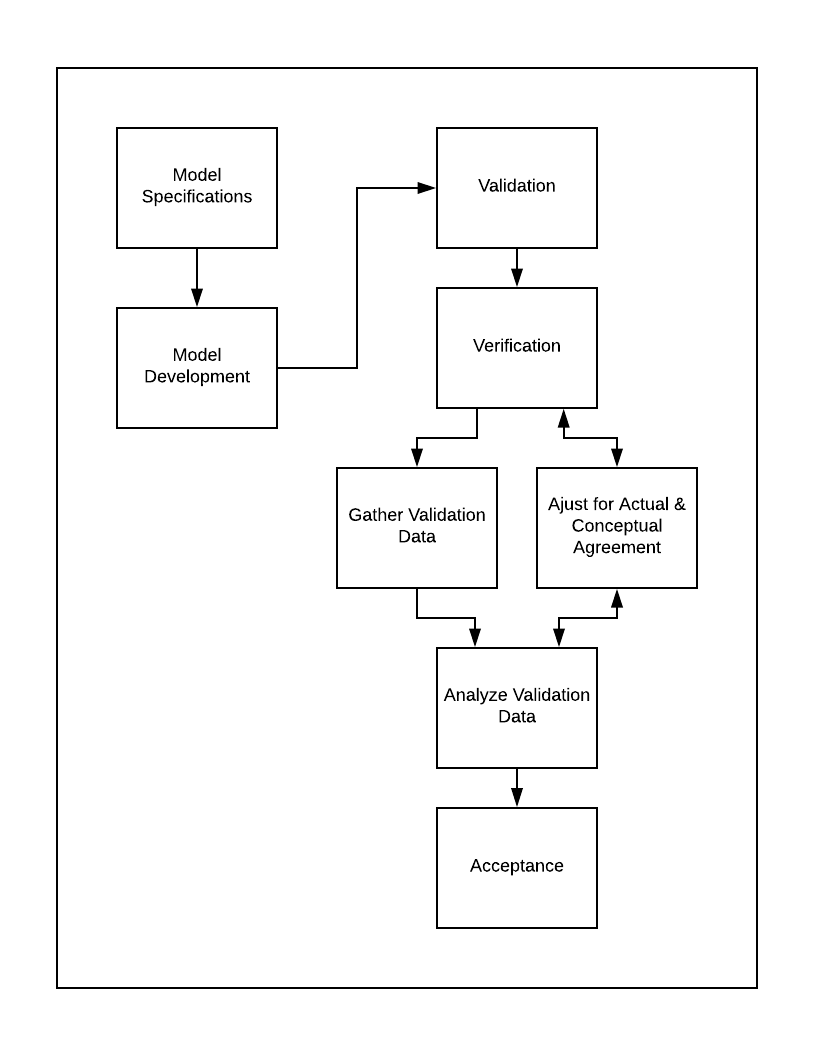 Model
Specifications
Validation
Model
Development
Verification
Gather Validation
Data
Ajust for Actual &
Conceptual
Agreement
Analyze Validation
Data
Acceptance